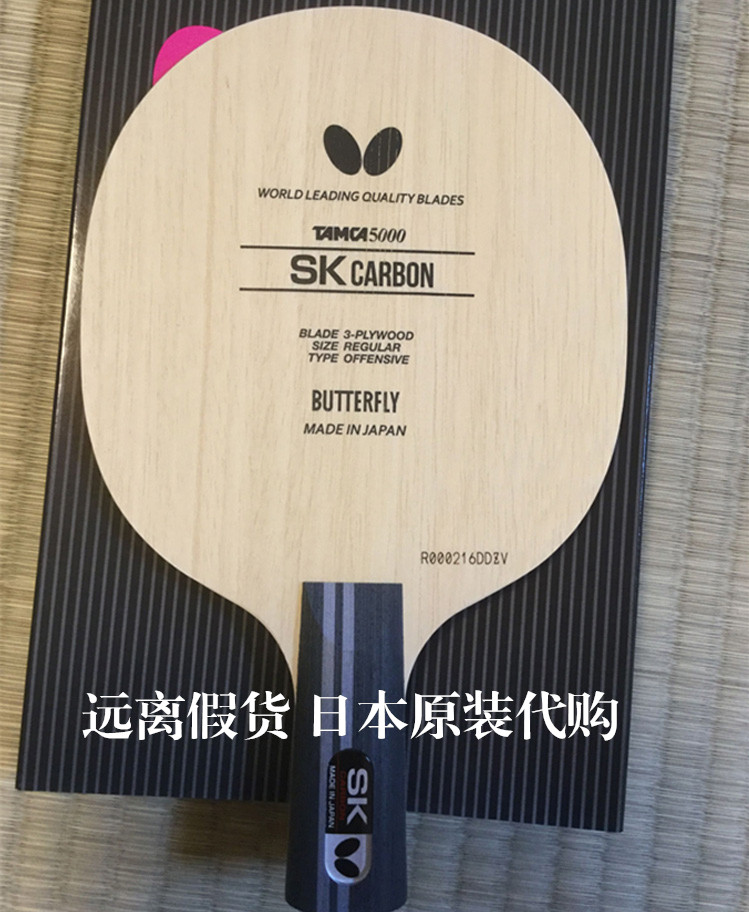 WORLD LEADING QUALITY BLADES
TAMCA5000
SK CARBON
BLADE 3-PLYWOOD
SIZE REGULAR
TYPE OFFENSIVE
BUTTERFLY
MADE IN JAPAN
R000216DDZV
远离假货 日本原装代购
SK
CARBON
MADE IN JAPAN